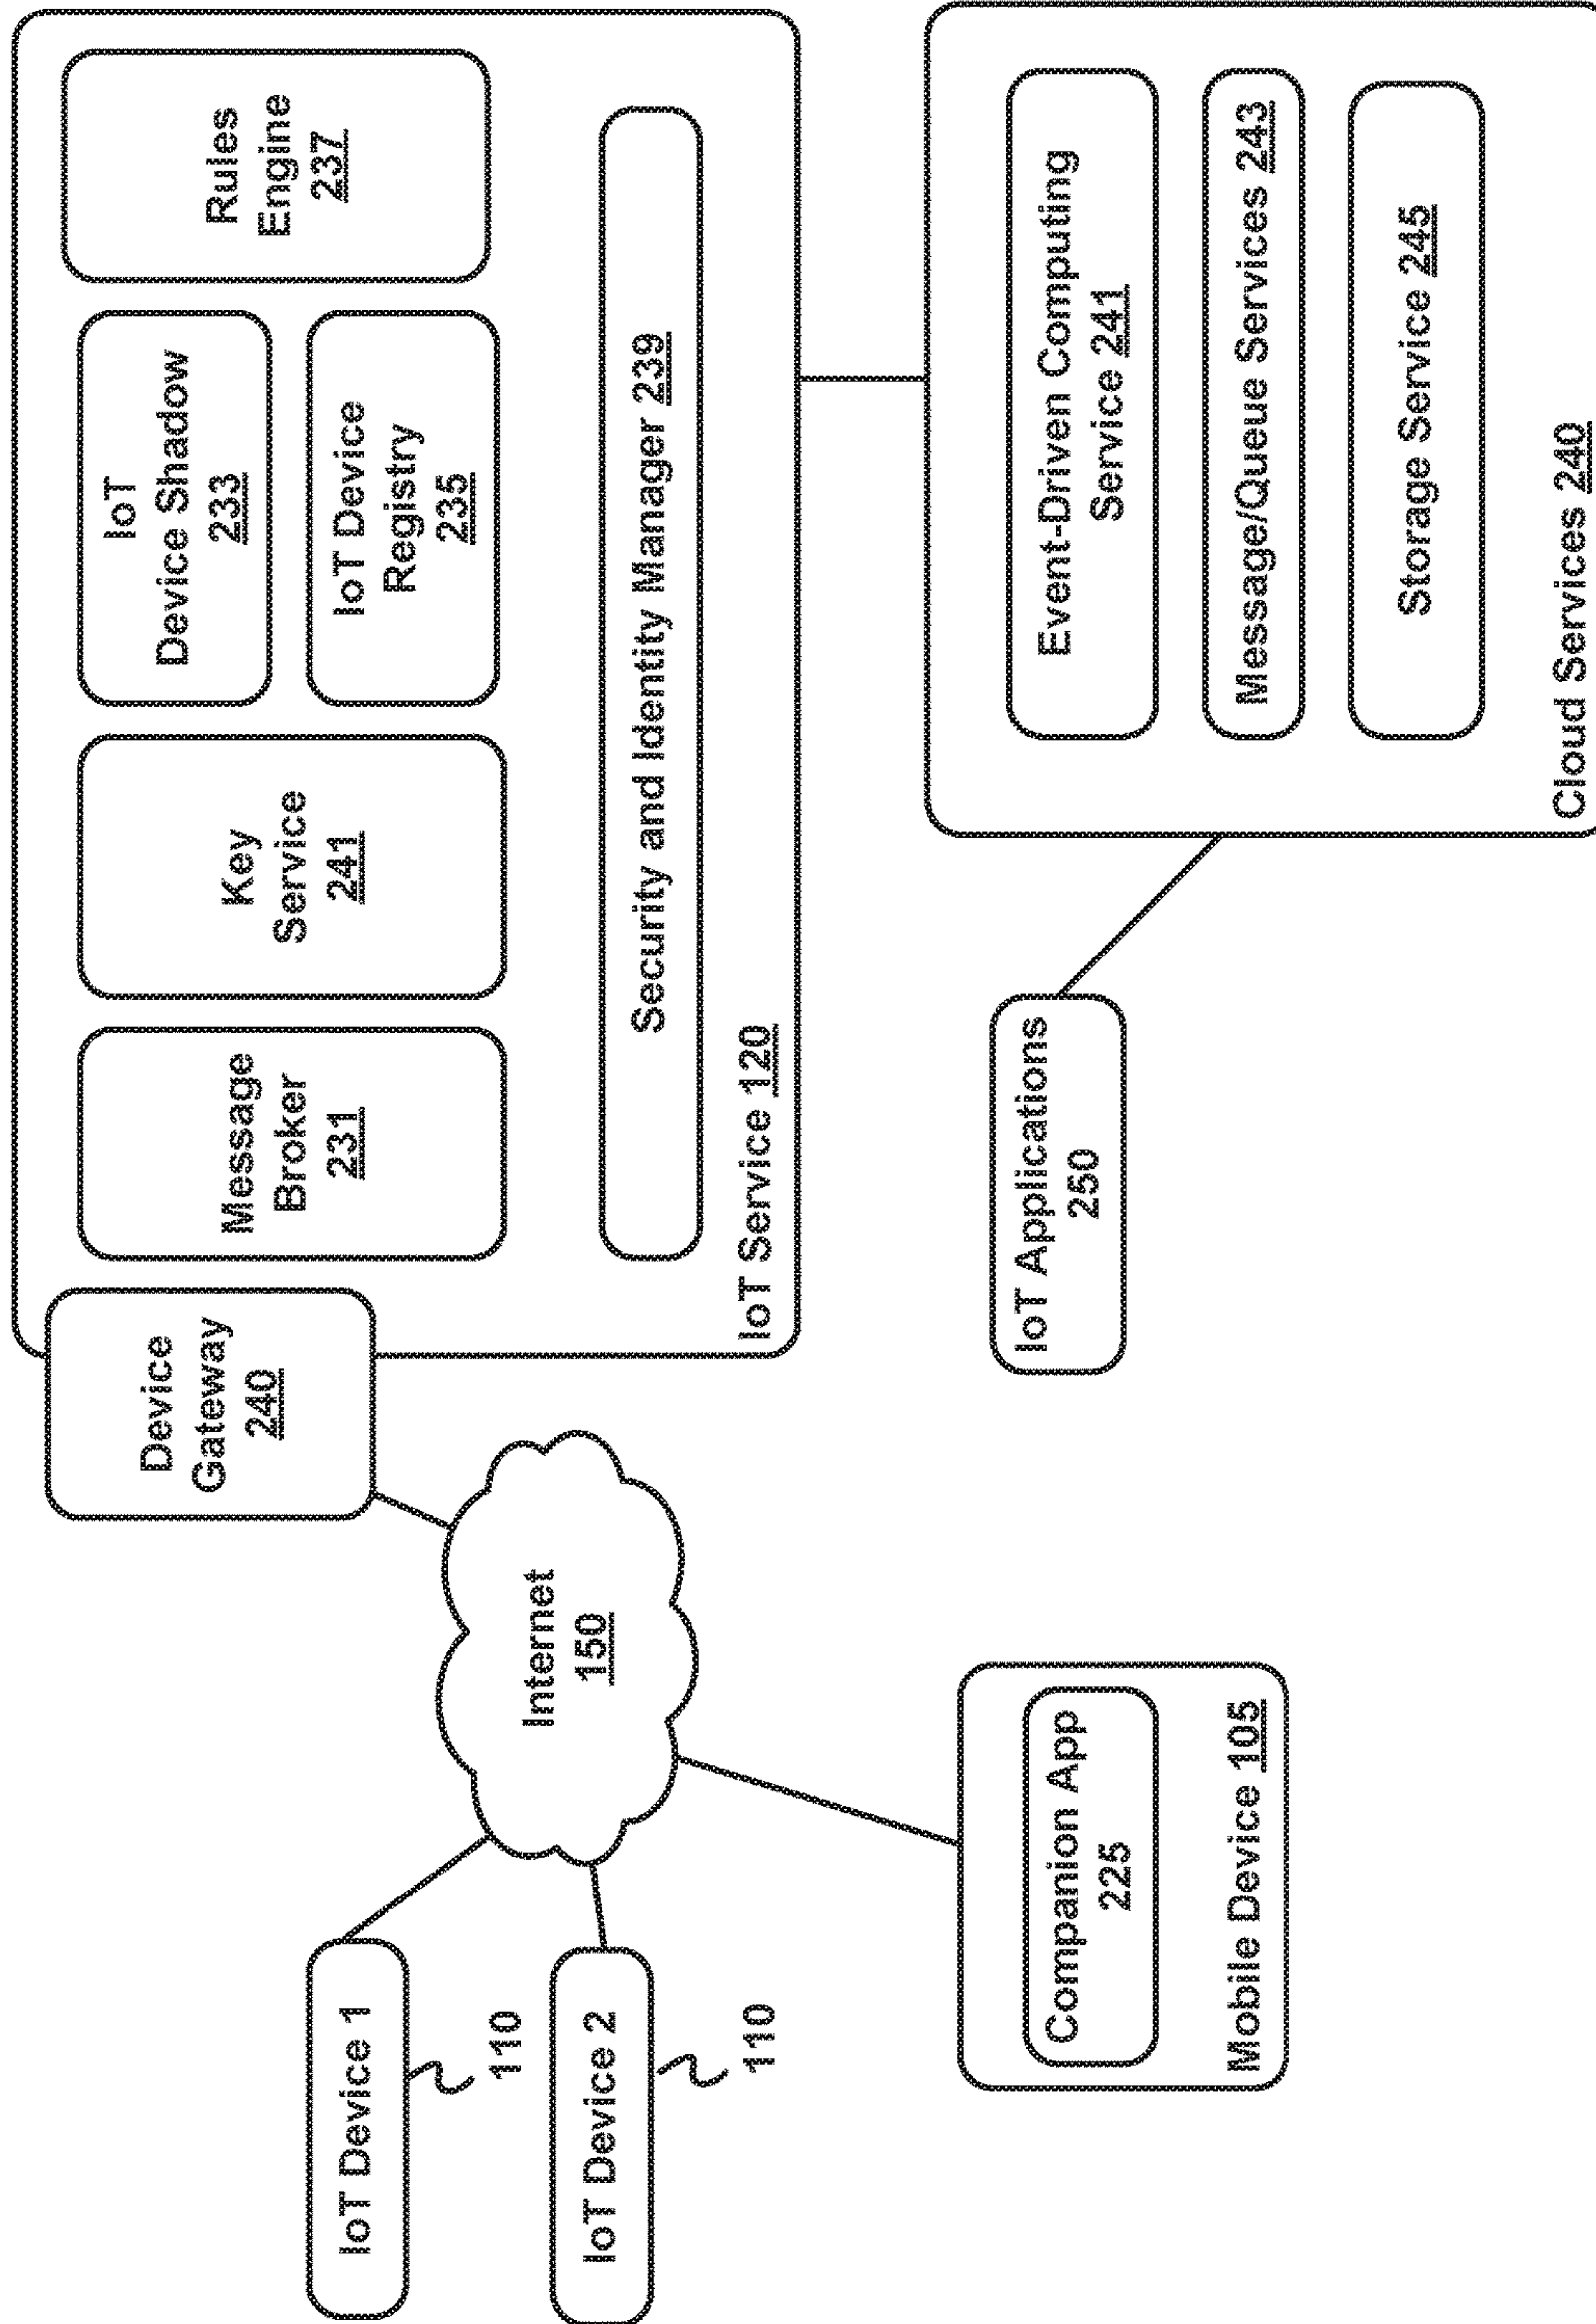 IoT Device 1
110
IoT Device 2
110
Internet
150
Companion App
225
Mobile Device 105
Device
Gateway
240
Message
Broker
231
Key
Service
241
IoT
Device Shadow
233
IoT Device
Registry
235
Rules
Engine
237
Security and Identity Manager 239
IoT Service 120
IoT Applications
250
Event-Driven Computing
Service 241
Message/Queue Services 243
Storage Service 245
Cloud Services 240